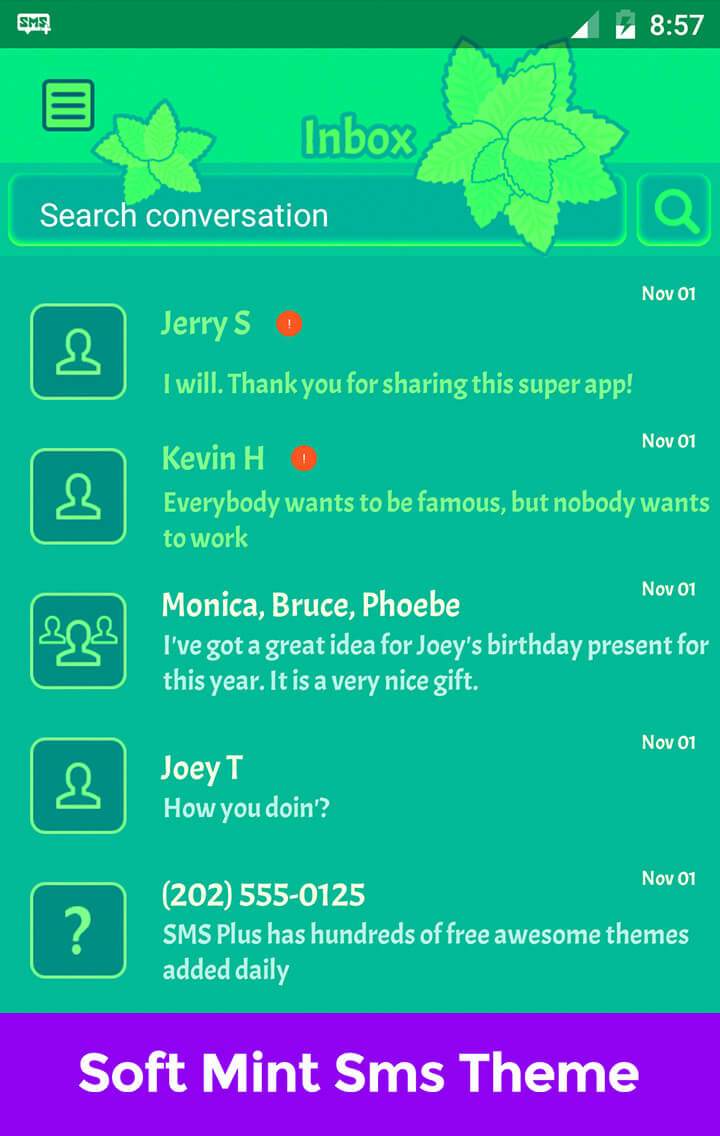 SMS
8:57
Inbox
Search conversation
Nov 01
Jerry S !
I will. Thank you for sharing this super app!
Nov 01
Kevin H !
Everybody wants to be famous, but nobody wants
to work
Nov 01
Monica, Bruce, Phoebe
I've got a great idea for Joey's birthday present for
this year. It is a very nice gift.
Nov 01
Joey T
How you doin'?
Nov 01
(202) 555-0125
?
SMS Plus has hundreds of free awesome themes
added daily
Soft Mint Sms Theme